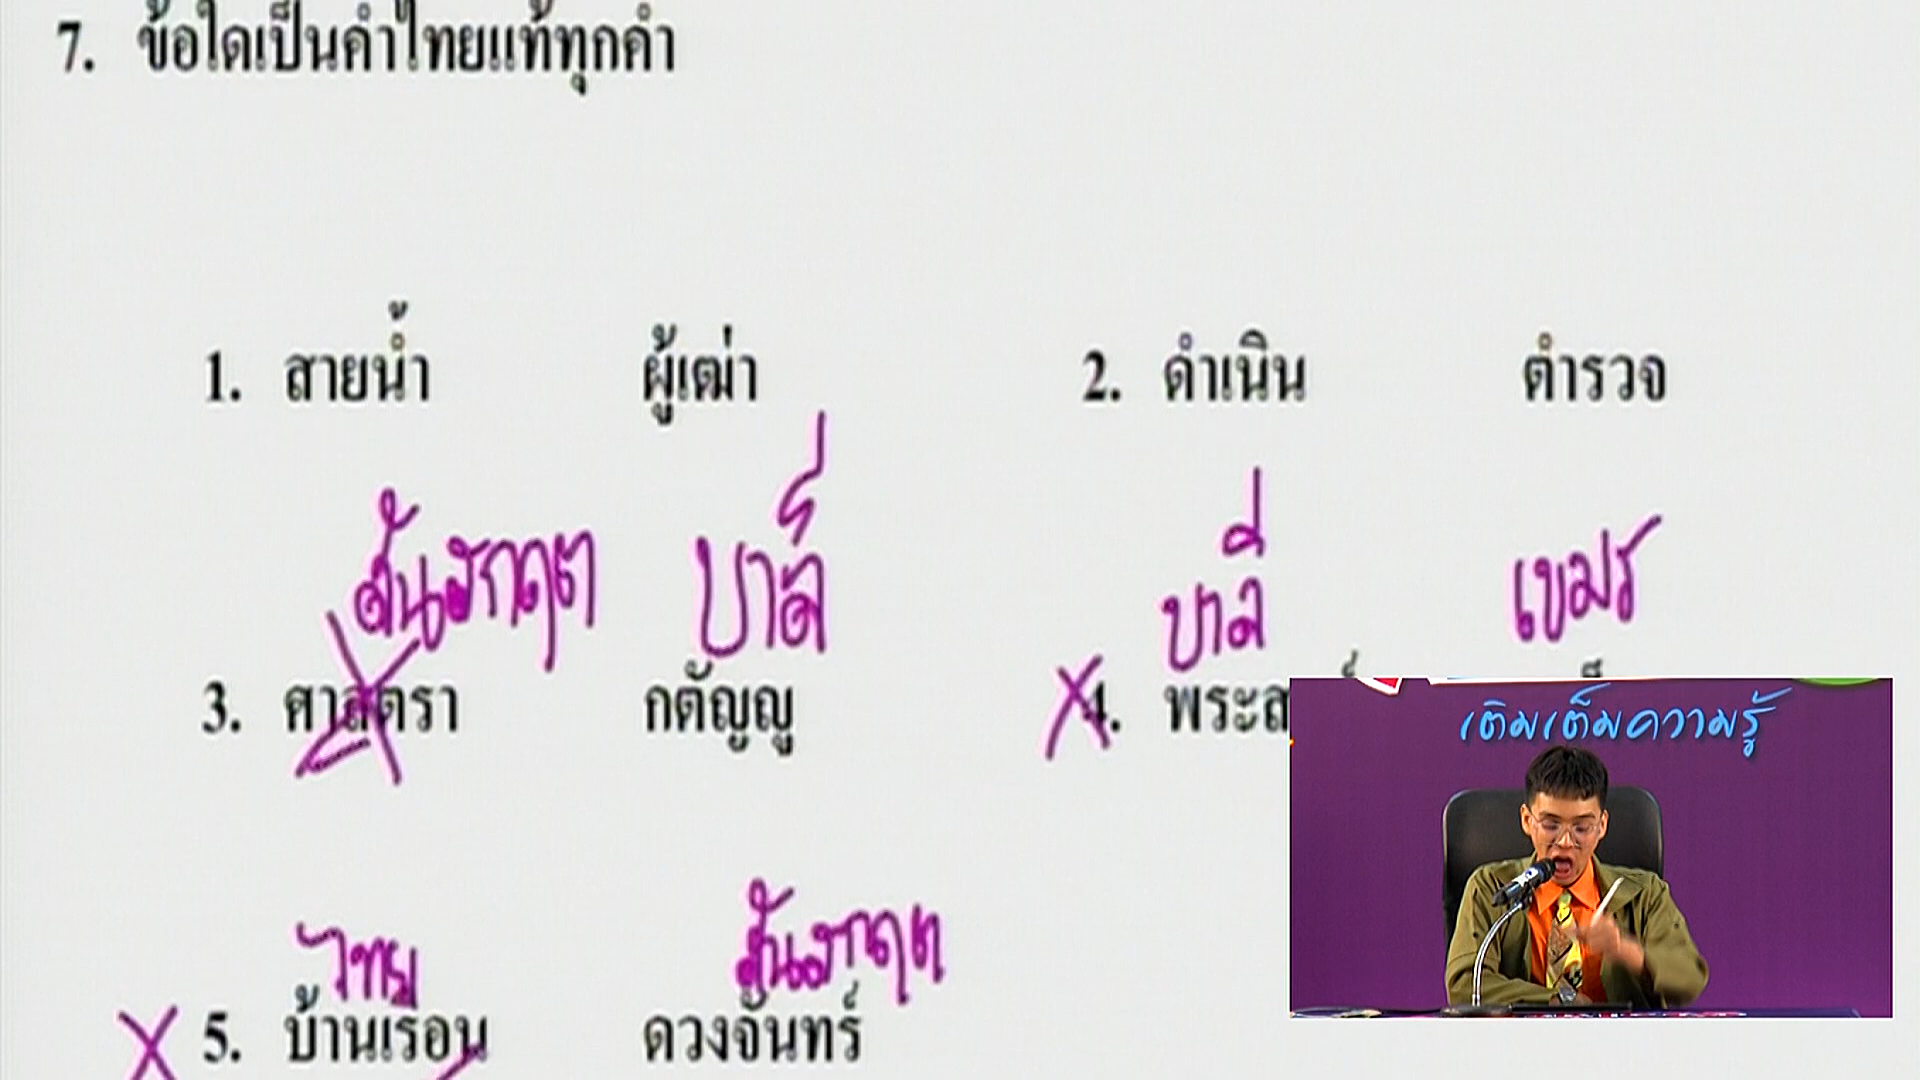 7. ข้อใดเป็นคำไทยแท้ทุกคำ
1. สายน้ำ ผู้เฒ่า 2. ดำเนิน ตำรวจ
สันสกฤต บาลี บาลี เขมร
3. ศาสตรา กตัญญู 4. พระส
เติมเต็มความรู้
ไทย สันสกฤต
5. บ้านเรือน ดวงจันทร์